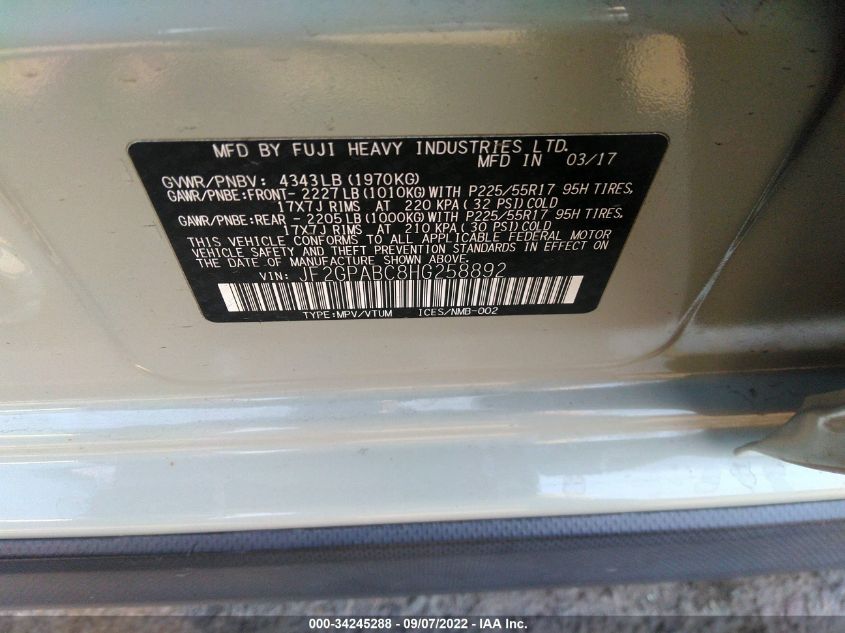 MFD BY FUJI HEAVY INDUSTRIES LTD.
MFD IN 03/17
GVWR/PNBV: 4343LB(1970KG)
GAWR/PNBE:FRONT- 2227LB(1010KG)WITH P225/55R17 95H TIRES,
17X7J RIMS AT 220 KPA(32 PSI)COLD
GAWR/PNBE:REAR - 2205LB(1000KG)WITH P225/55R17 95H TIRES,
17X7J RIMS AT 210 KPA(30 PSI)COLD
THIS VEHICLE CONFORMS TO ALL APPLICABLE FEDERAL MOTOR
VEHICLE SAFETY AND THEFT PREVENTION STANDARDS IN EFFECT ON
THE DATE OF MANUFACTURE SHOWN ABOVE.
VIN: JF2GPABC8HG258892
TYPE:MPV/VTUM ICES/NMB-002
000-34245288 - 09/07/2022 - IAA Inc.